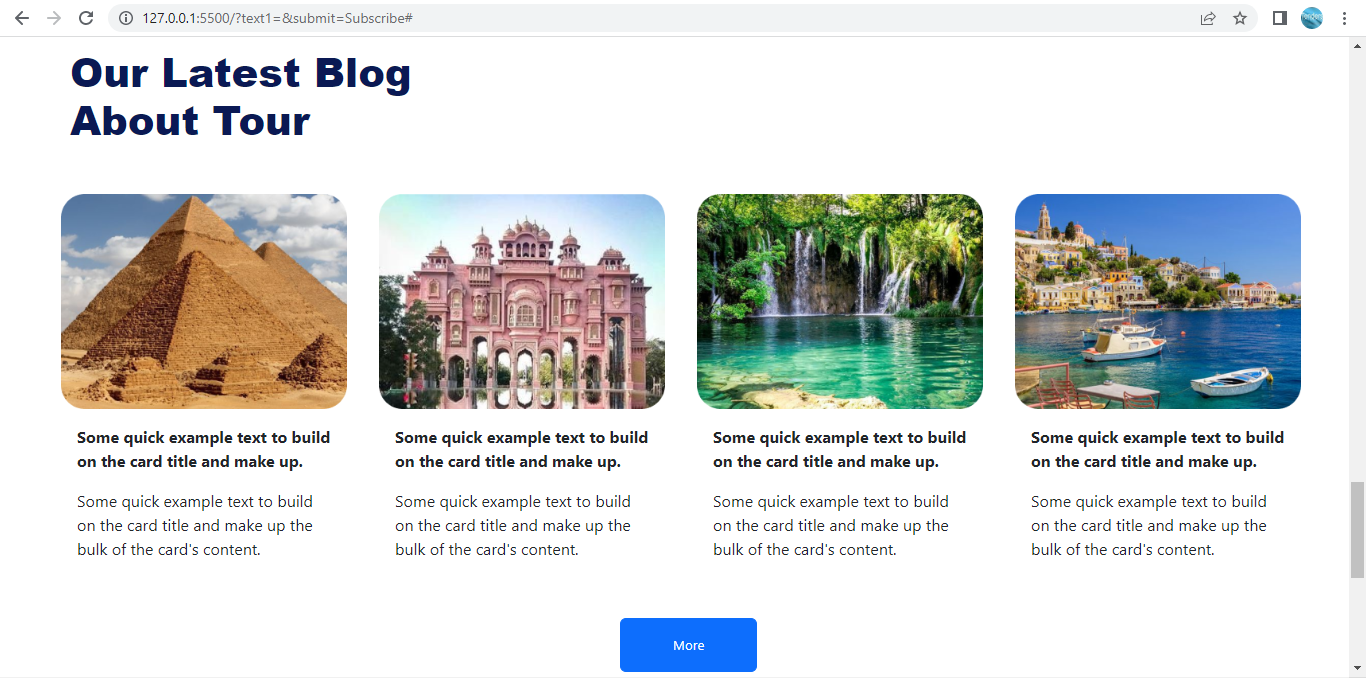 127.0.0.1:5500/?text1=&submit=Subscribe#
Our Latest Blog
About Tour
Some quick example text to build
on the card title and make up.
Some quick example text to build
on the card title and make up the
bulk of the card's content.
Some quick example text to build
on the card title and make up.
Some quick example text to build
on the card title and make up the
bulk of the card's content.
Some quick example text to build
on the card title and make up.
Some quick example text to build
on the card title and make up the
bulk of the card's content.
Some quick example text to build
on the card title and make up.
Some quick example text to build
on the card title and make up the
bulk of the card's content.
More